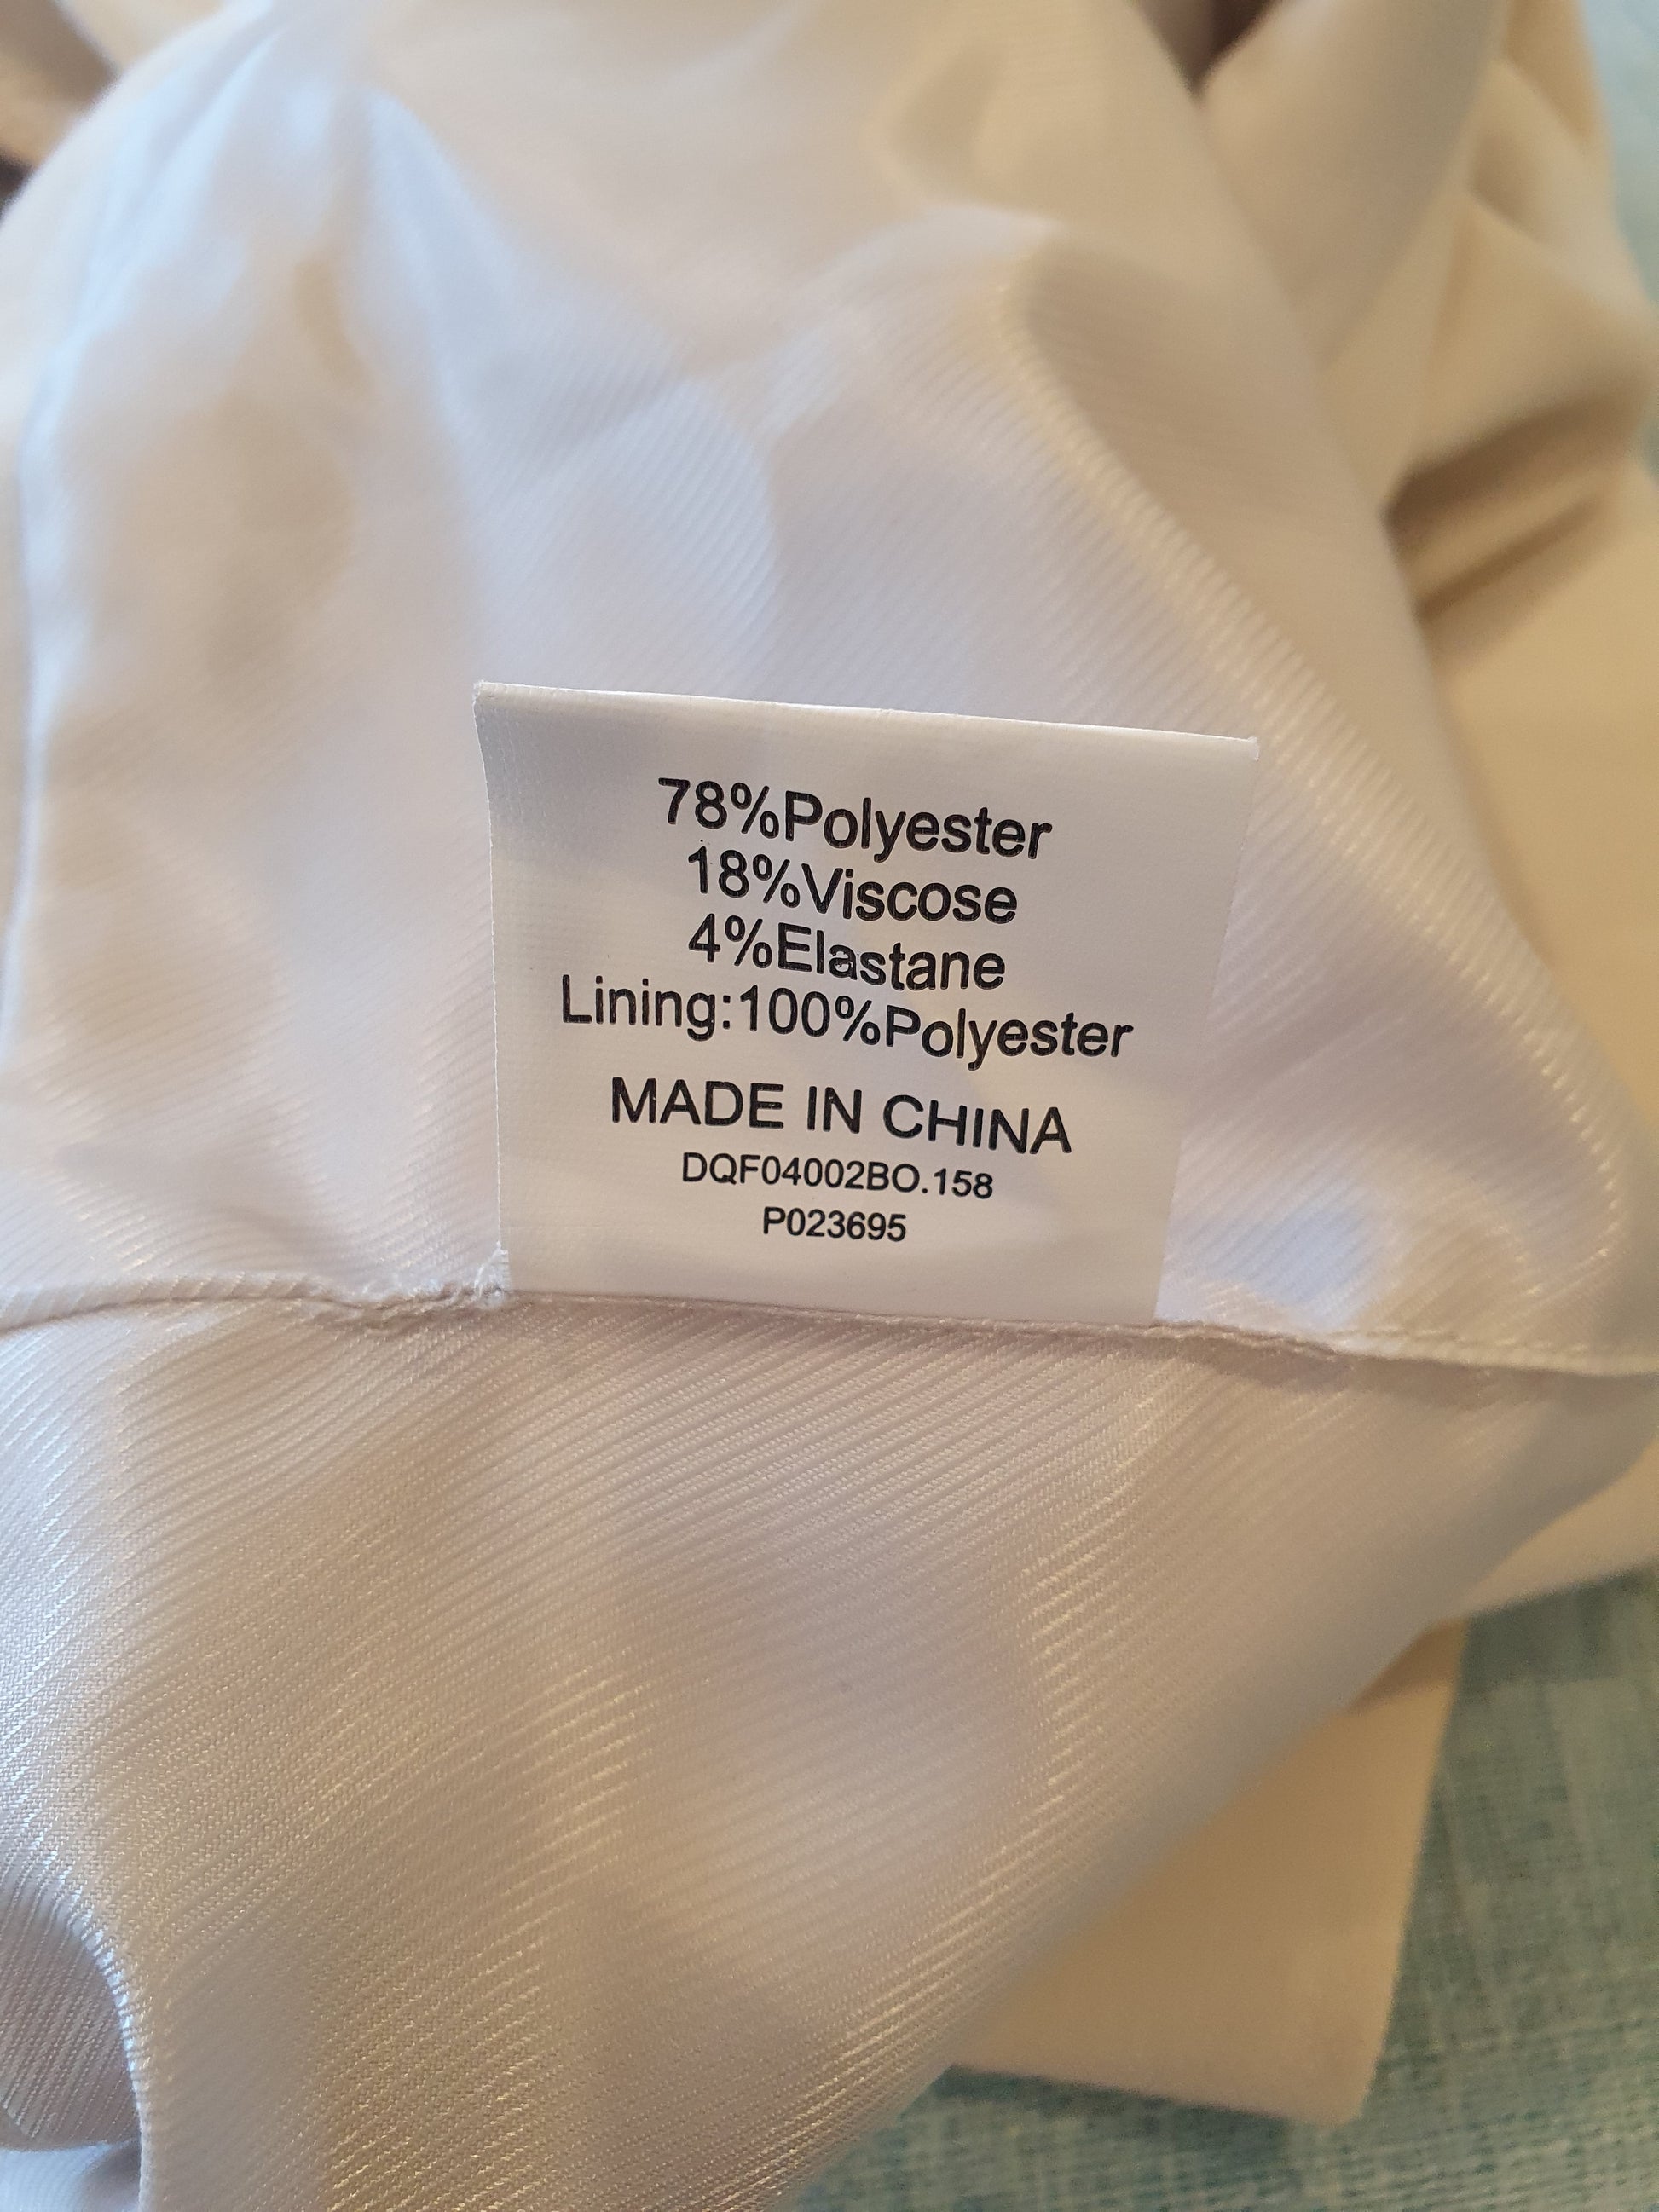 78%Polyester
18%Viscose
4%Elastane
Lining:100%Polyester
MADE IN CHINA
DQF04002BO.158
P023695